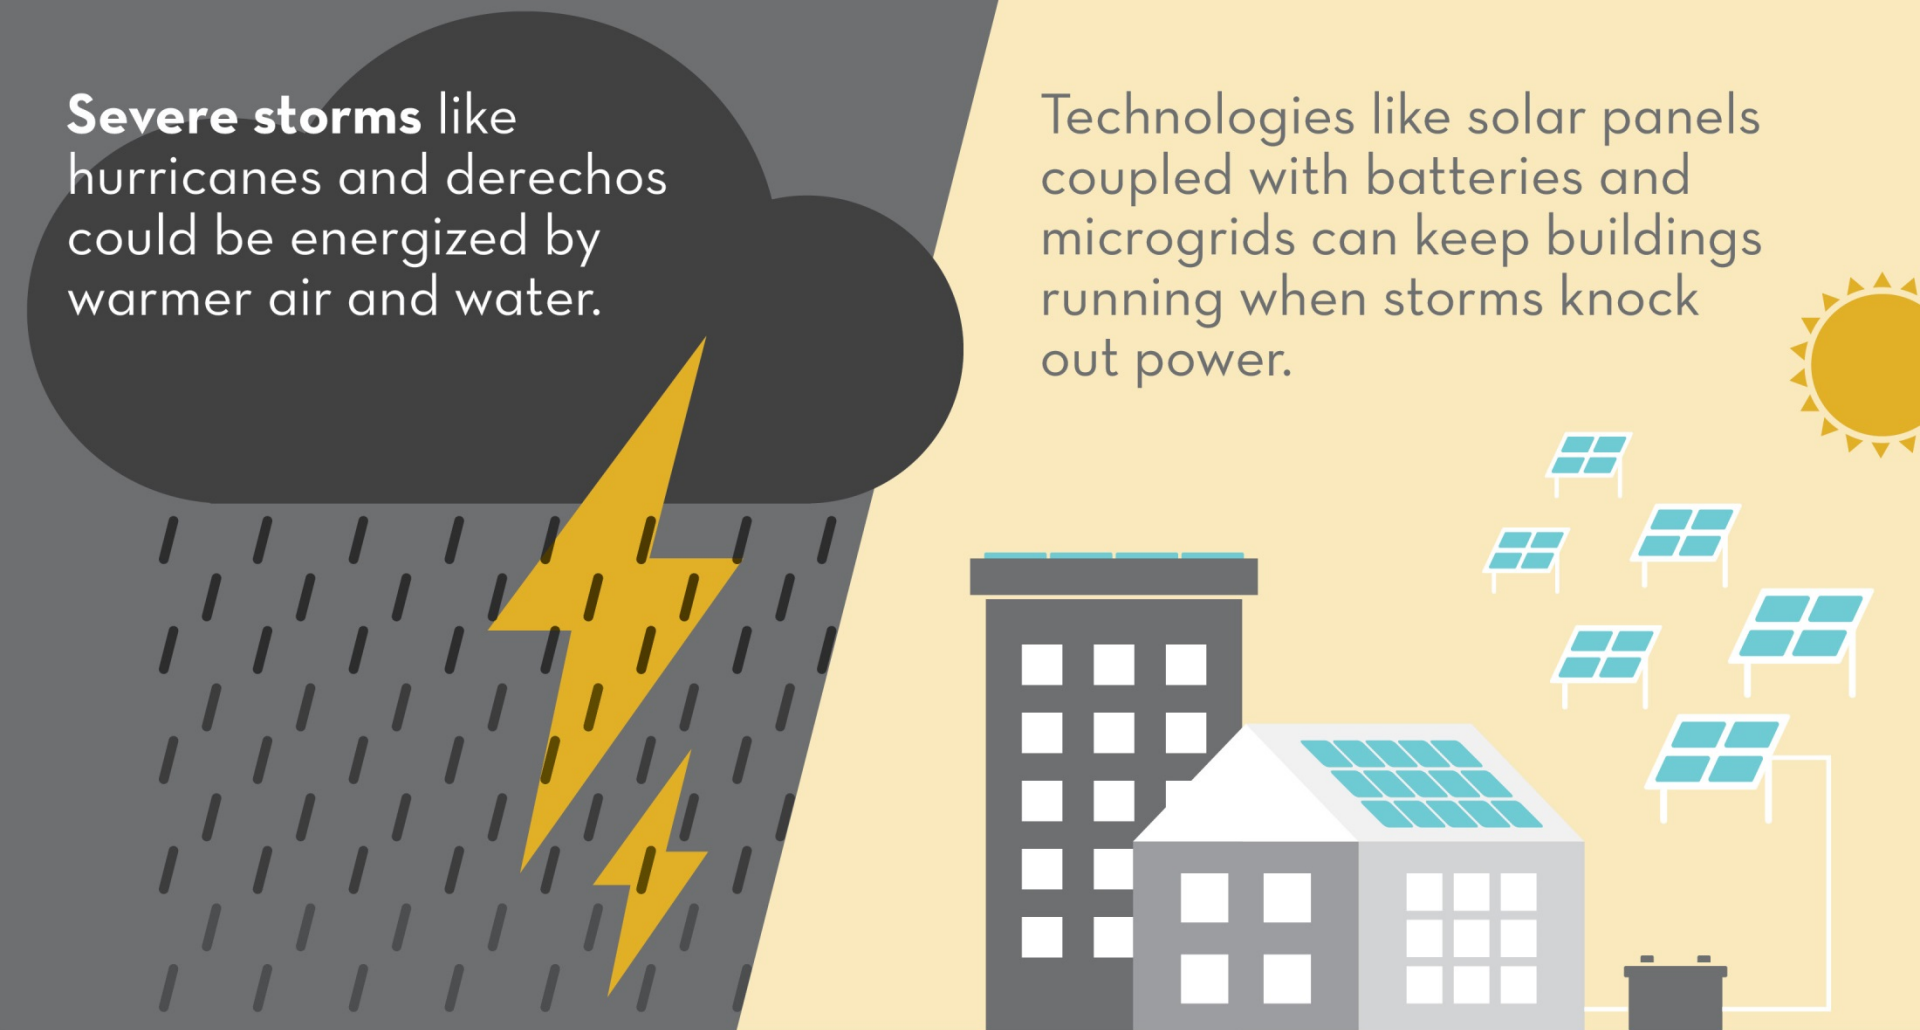 Severe storms like
hurricanes and derechos
could be energized by
warmer air and water.
Technologies like solar panels
coupled with batteries and
microgrids can keep buildings
running when storms knock
out power.